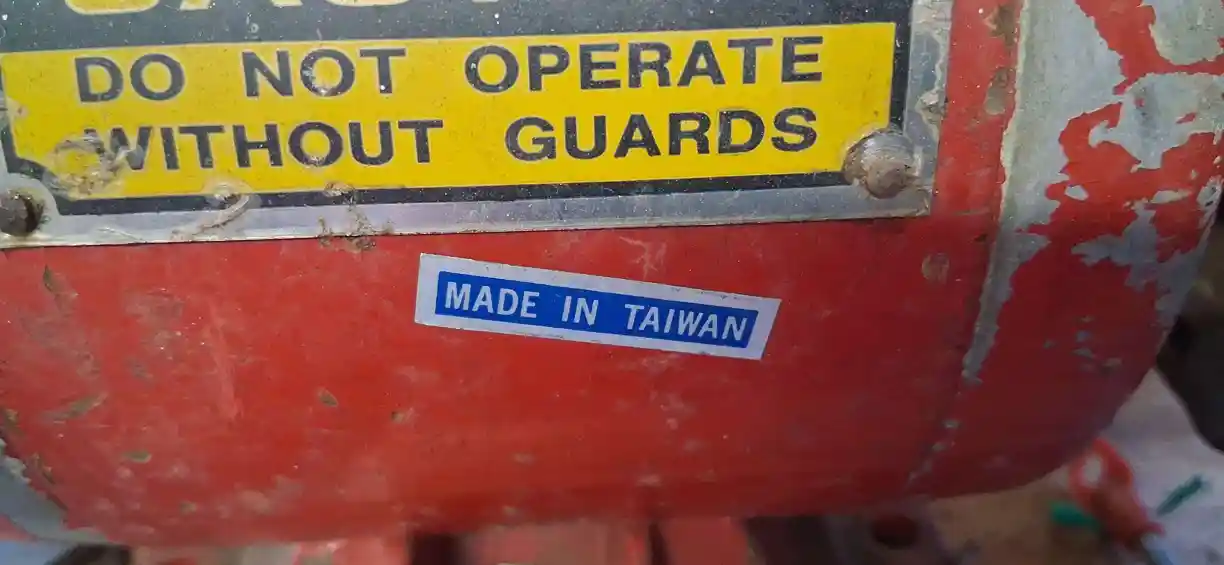 DO NOT OPERATE
WITHOUT GUARDS
MADE IN TAIWAN